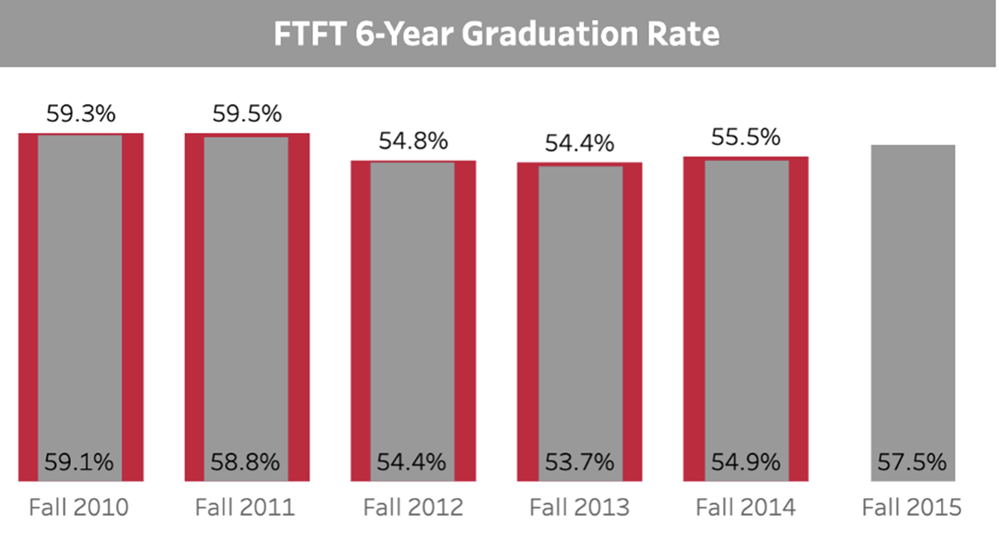 FTFT 6-Year Graduation Rate
59.3% 59.5% 54.8% 54.4% 55.5%
59.1% 58.8% 54.4% 53.7% 54.9% 57.5%
Fall 2010 Fall 2011 Fall 2012 Fall 2013 Fall 2014 Fall 2015